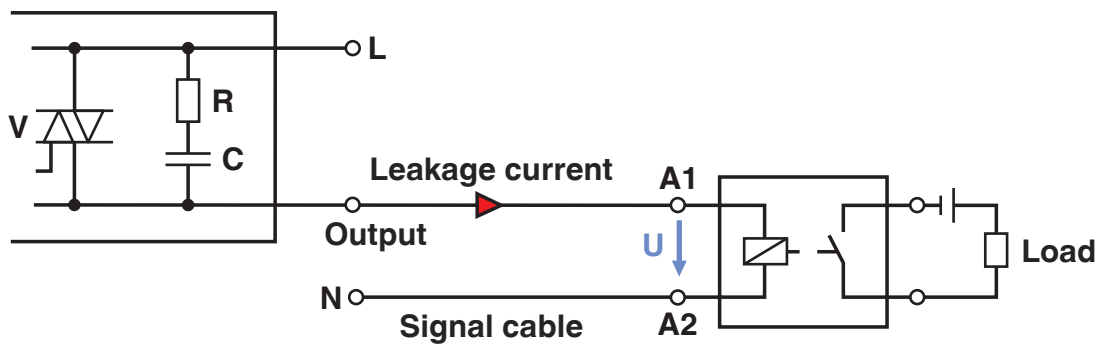 L
R
V
C
Leakage current
A1
Output
U
Load
N
Signal cable
A2